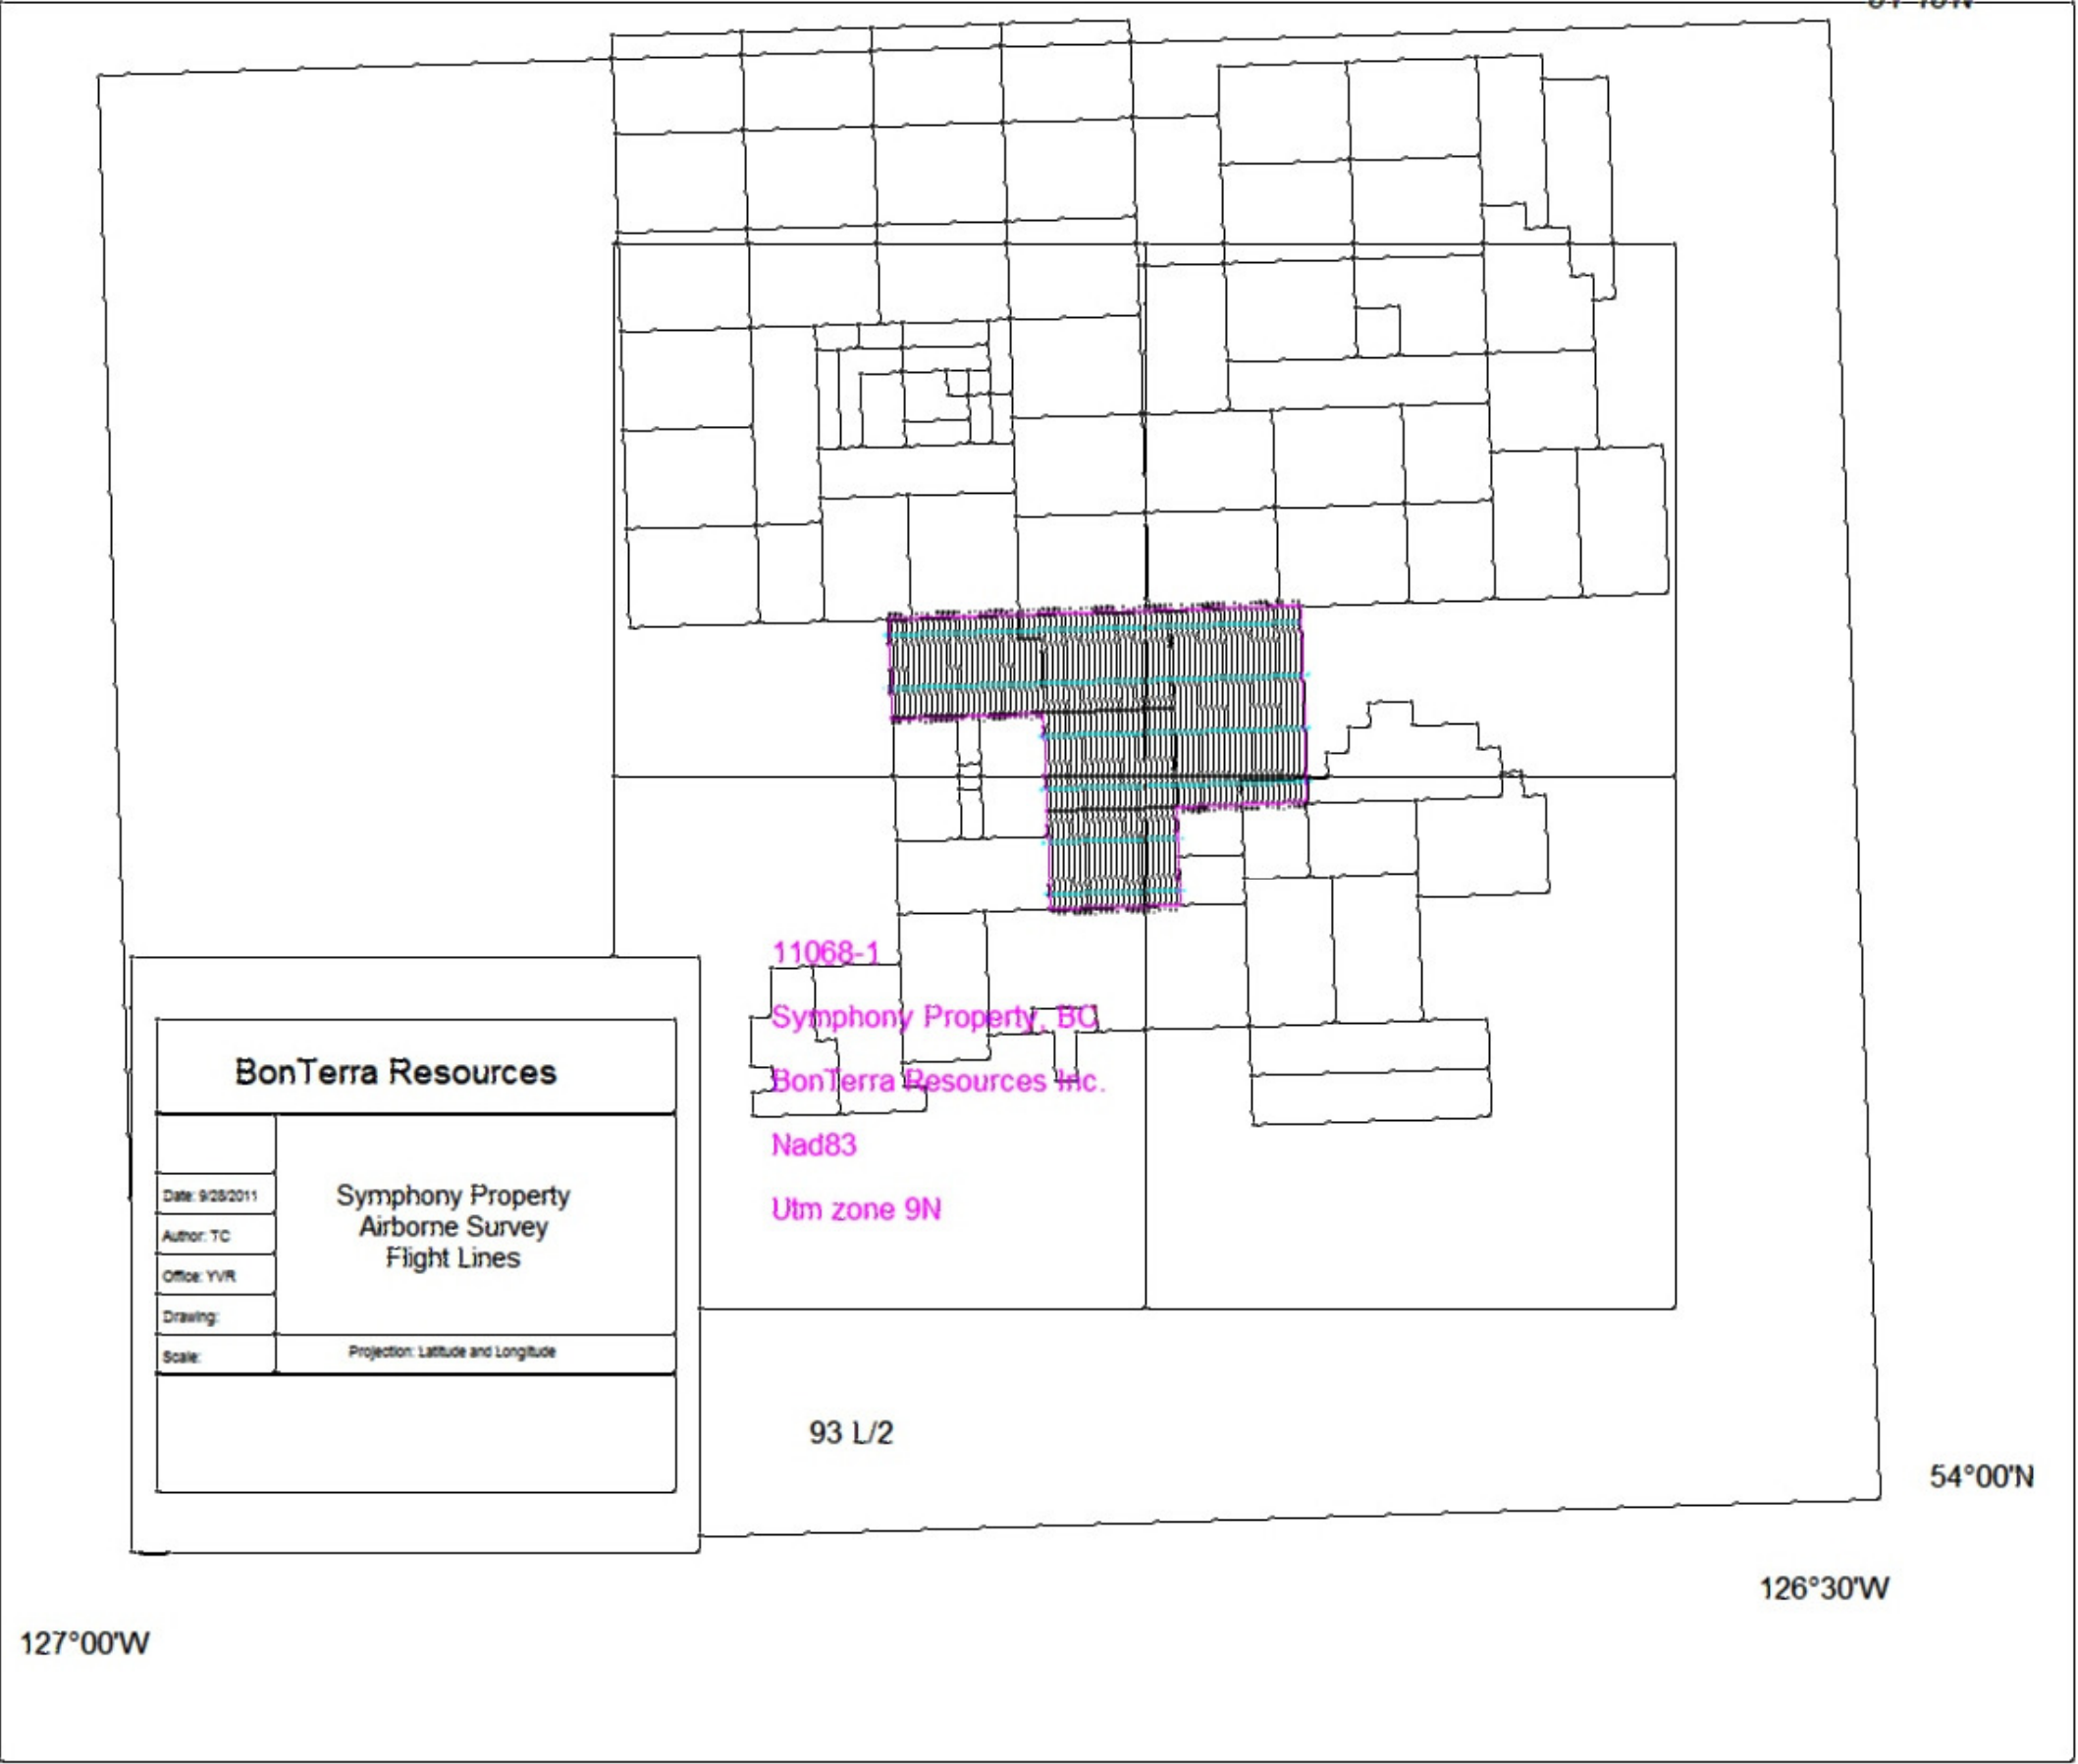 11068-1
Symphony Property, BC
BonTerra Resources Inc.
Nad83
Utm zone 9N
BonTerra Resources
Date: 9/28/2011
Author: TC
Office: YVR
Drawing:
Scale:
Symphony Property
Airborne Survey
Flight Lines
Projection: Latitude and Longitude
93 L/2
54°00'N
126°30'W
127°00'W